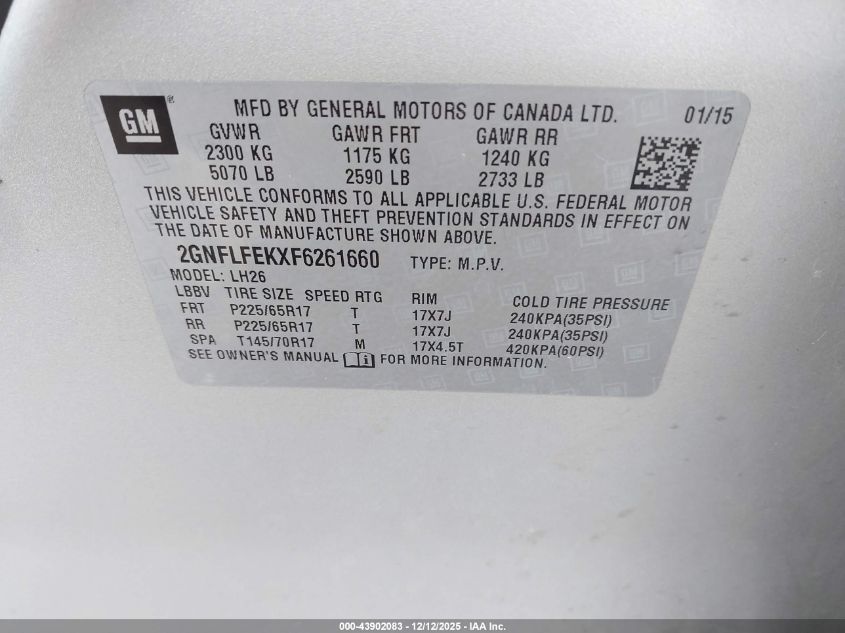 GM ®
MFD BY GENERAL MOTORS OF CANADA LTD. 01/15
GVWR GAWR FRT GAWR RR
2300 KG 1175 KG 1240 KG
5070 LB 2590 LB 2733 LB
THIS VEHICLE CONFORMS TO ALL APPLICABLE U.S. FEDERAL MOTOR
VEHICLE SAFETY AND THEFT PREVENTION STANDARDS IN EFFECT ON
THE DATE OF MANUFACTURE SHOWN ABOVE.
2GNFLFEKXF6261660 TYPE: M.P.V.
MODEL: LH26
LBBV TIRE SIZE SPEED RTG RIM COLD TIRE PRESSURE
FRT P225/65R17 T 17X7J 240KPA(35PSI)
RR P225/65R17 T 17X7J 240KPA(35PSI)
SPA T145/70R17 M 17X4.5T 420KPA(60PSI)
SEE OWNER'S MANUAL FOR MORE INFORMATION.
000-43902083 - 12/12/2025 - IAA Inc.